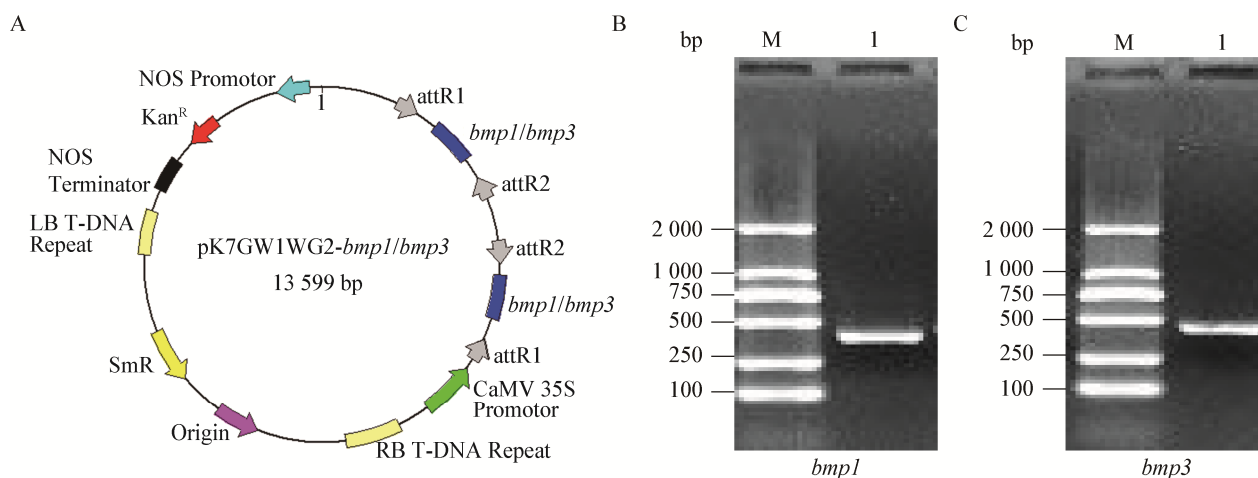 A
NOS Promotor
1
attR1
Kanᴿ
bmp1/bmp3
NOS
Terminator
attR2
LB T-DNA
Repeat
pK7GW1WG2-bmp1/bmp3
13 599 bp
attR2
bmp1/bmp3
SmR
attR1
CaMV 35S
Promotor
Origin
RB T-DNA Repeat
B
bp M 1
2 000
1 000
750
500
250
100
bmp1
C
bp M 1
2 000
1 000
750
500
250
100
bmp3